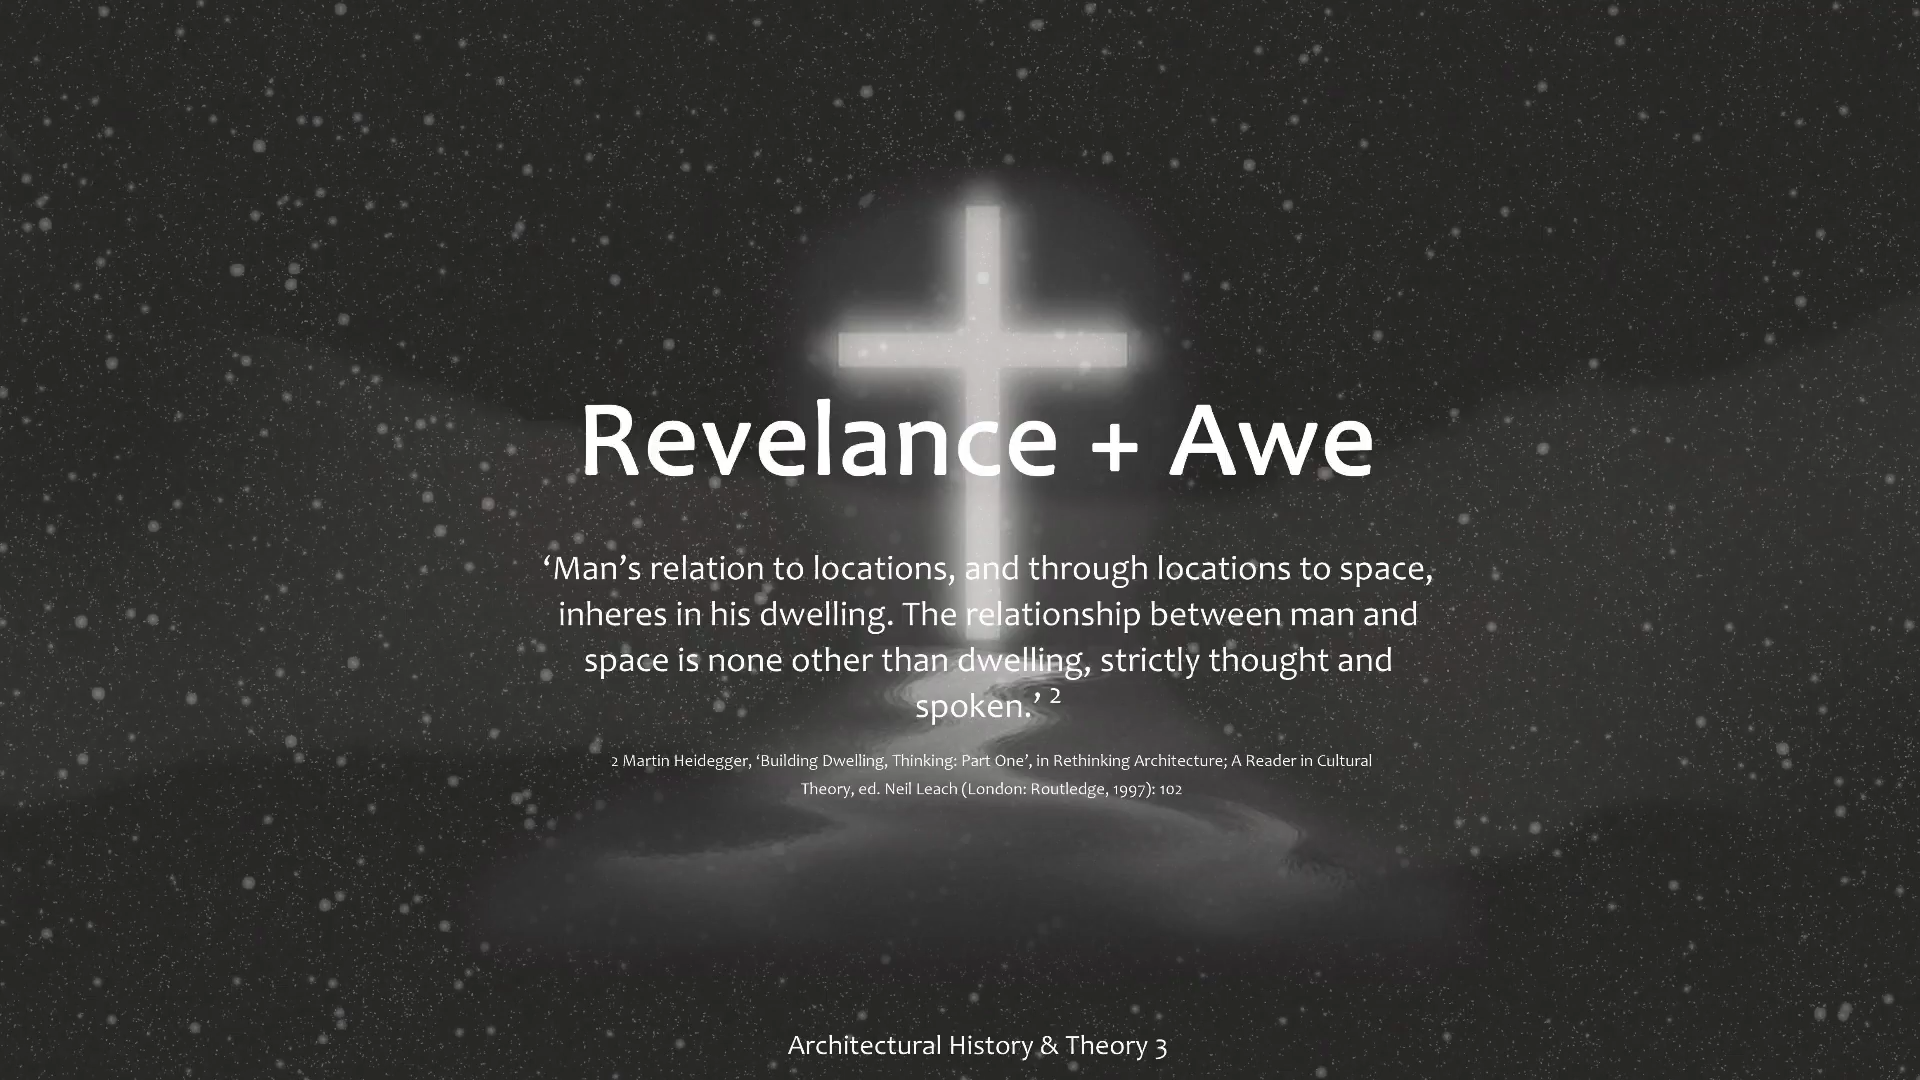 Revelance + Awe
‘Man’s relation to locations, and through locations to space,
inheres in his dwelling. The relationship between man and
space is none other than dwelling, strictly thought and
spoken.’ 2
2 Martin Heidegger, ‘Building Dwelling, Thinking: Part One’, in Rethinking Architecture; A Reader in Cultural
Theory, ed. Neil Leach (London: Routledge, 1997): 102
Architectural History & Theory 3